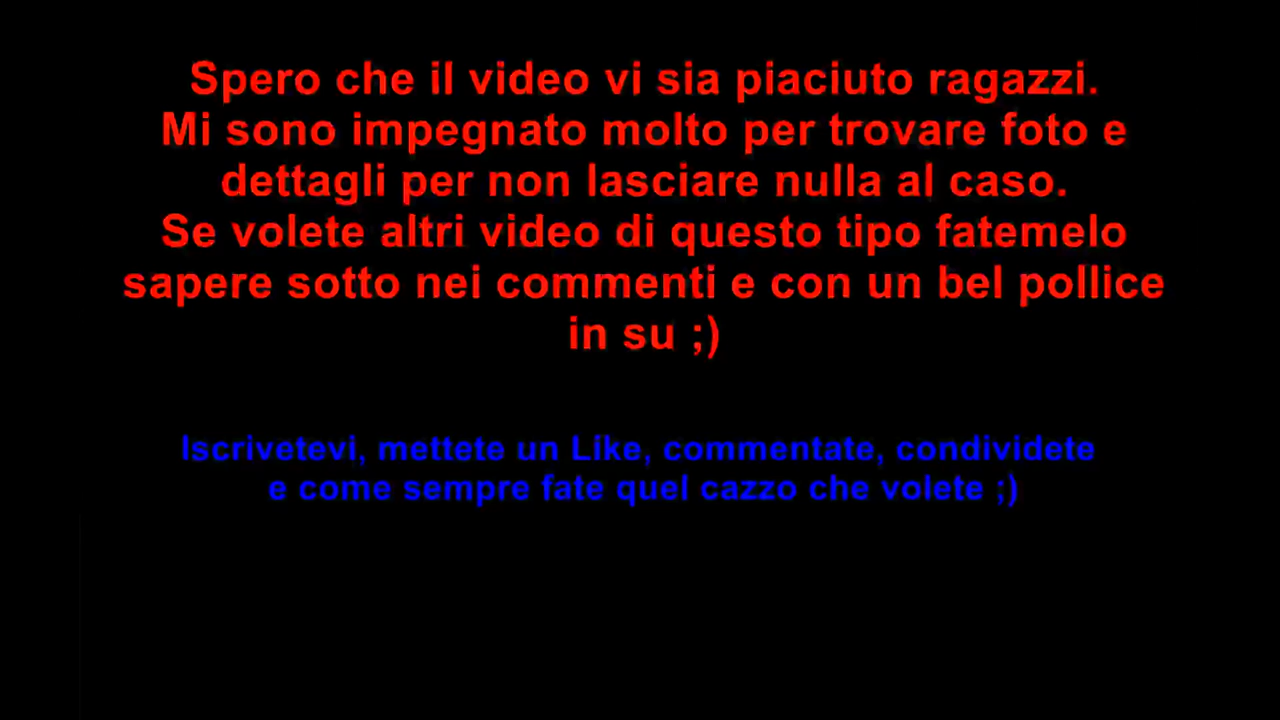 Spero che il video vi sia piaciuto ragazzi.
Mi sono impegnato molto per trovare foto e
dettagli per non lasciare nulla al caso.
Se volete altri video di questo tipo fatemelo
sapere sotto nei commenti e con un bel pollice
in su ;)
Iscrivetevi, mettete un Like, commentate, condividete
e come sempre fate quel cazzo che volete ;)